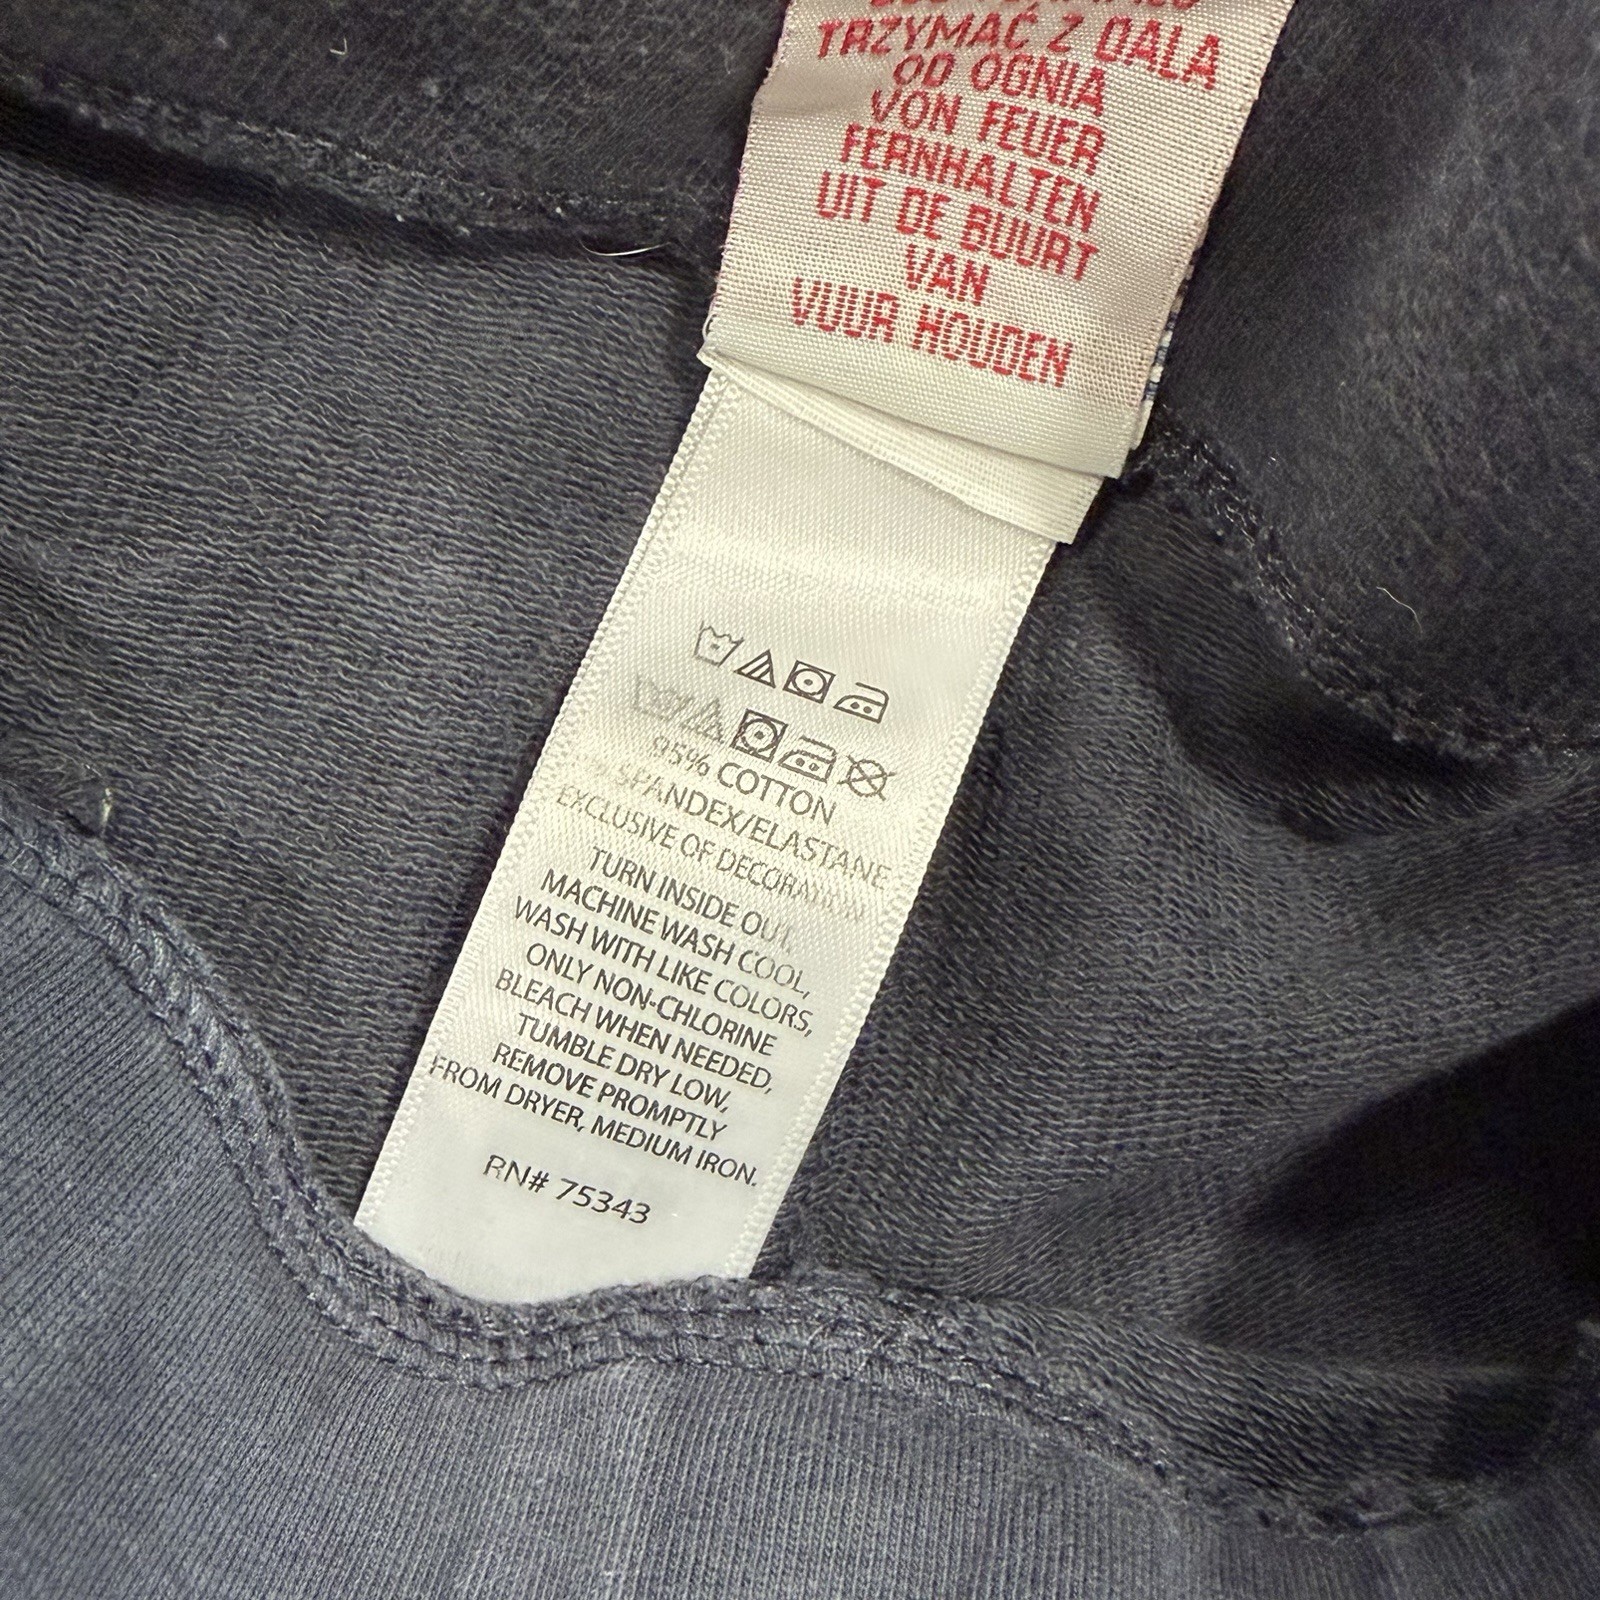 TRZYMAĆ Z DALA
OD OGNIA
VON FEUER
FERNHALTEN
UIT DE BUURT
VAN
VUUR HOUDEN
95% COTTON
SPANDEX/ELASTANE
EXCLUSIVE OF DECORATION
TURN INSIDE OUT,
MACHINE WASH COOL,
WASH WITH LIKE COLORS,
ONLY NON-CHLORINE
BLEACH WHEN NEEDED,
TUMBLE DRY LOW,
REMOVE PROMPTLY
FROM DRYER, MEDIUM IRON.
RN# 75343